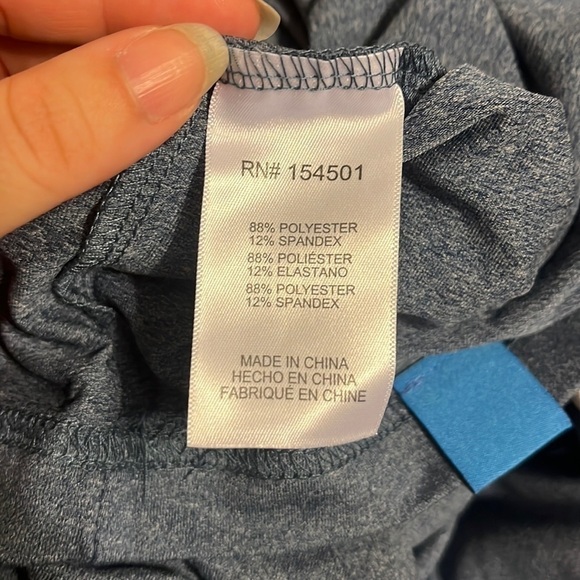 RN# 154501
88% POLYESTER
12% SPANDEX
88% POLIÉSTER
12% ELASTANO
88% POLYESTER
12% SPANDEX
MADE IN CHINA
HECHO EN CHINA
FABRIQUÉ EN CHINE